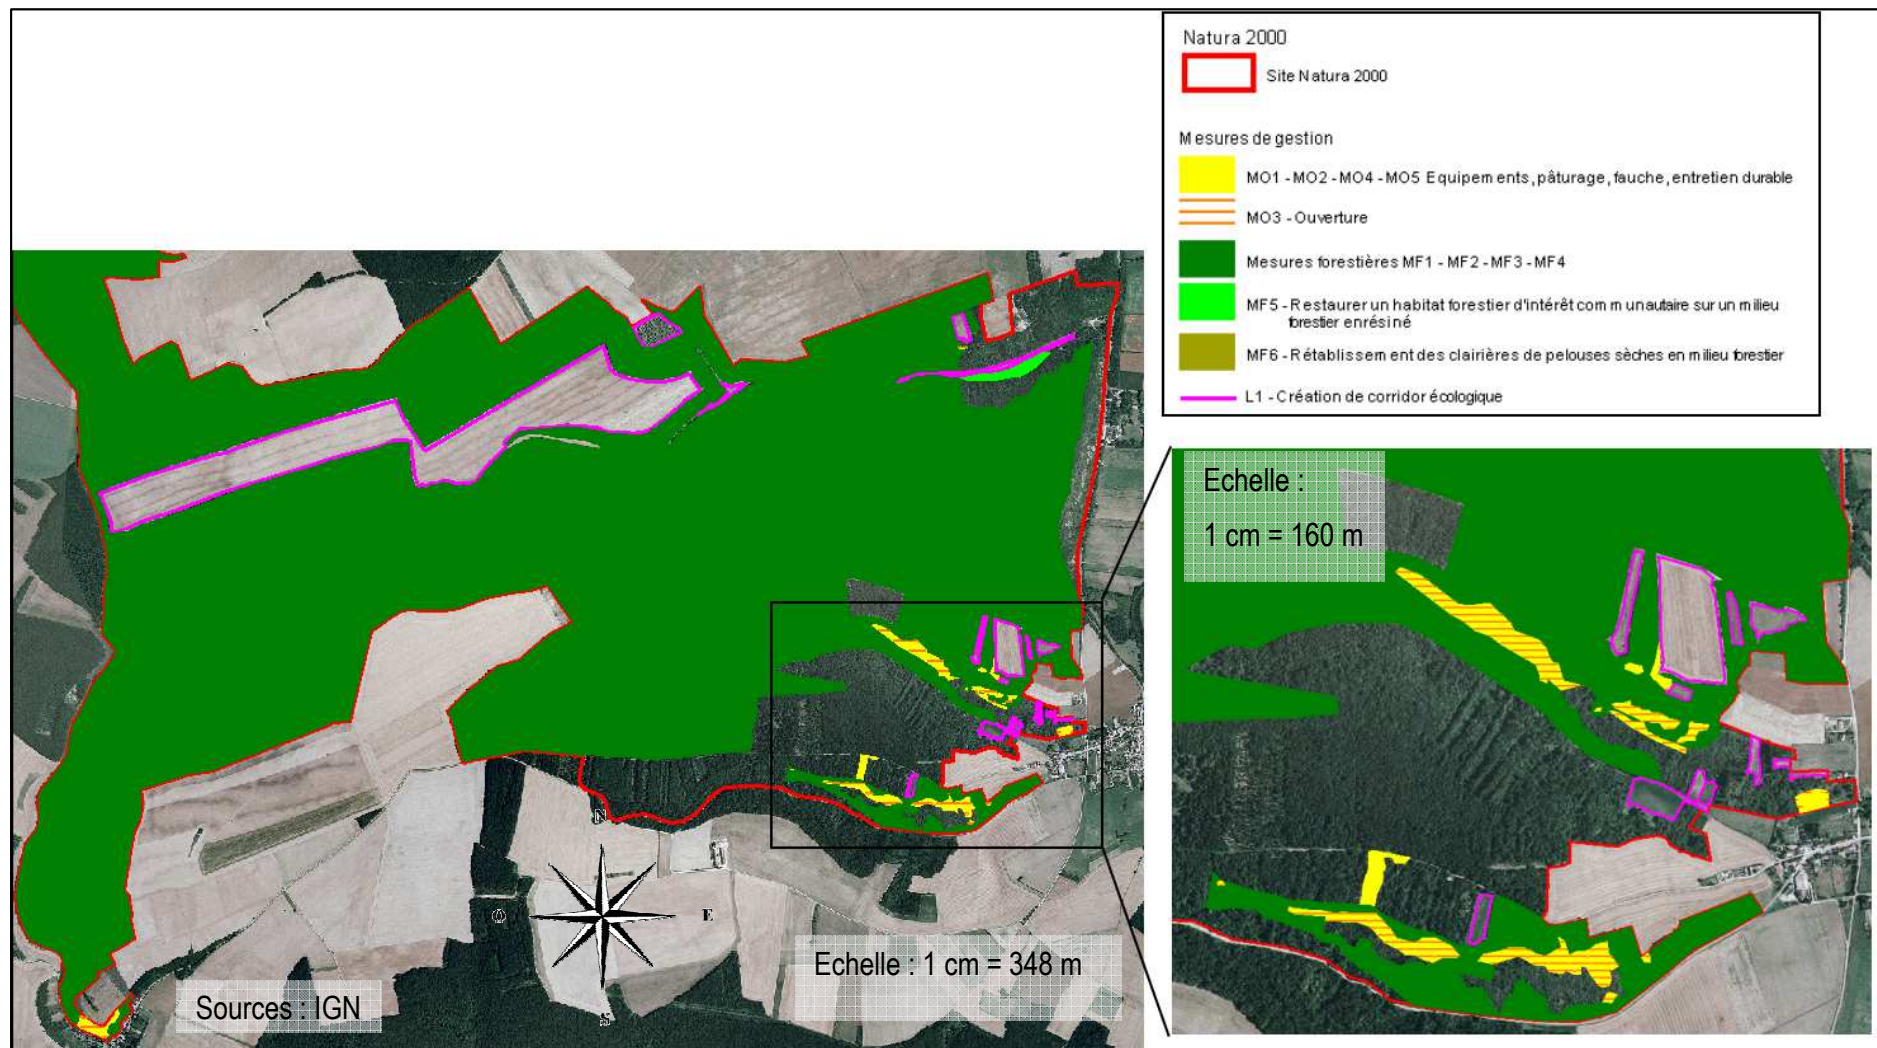 Natura 2000
Site Natura 2000
Mesures de gestion
MO1 - MO2 - MO4 - MO5 Equipements, pâturage, fauche, entretien durable
MO3 - Ouverture
Mesures forestières MF1 - MF2 - MF3 - MF4
MF5 - Restaurer un habitat forestier d'intérêt communautaire sur un milieu
forestier enrésiné
MF6 - Rétablissement des clairières de pelouses sèches en milieu forestier
L1 - Création de corridor écologique
Echelle :
1 cm = 160 m
N
O
E
S
Echelle : 1 cm = 348 m
Sources : IGN